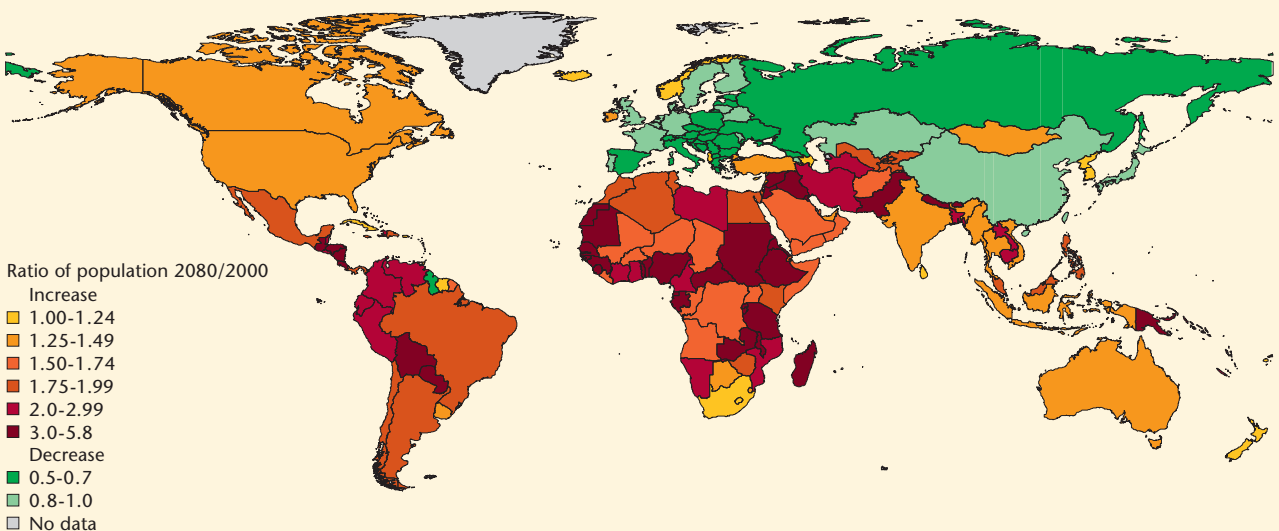 Ratio of population 2080/2000
Increase
1.00-1.24
1.25-1.49
1.50-1.74
1.75-1.99
2.0-2.99
3.0-5.8
Decrease
0.5-0.7
0.8-1.0
No data